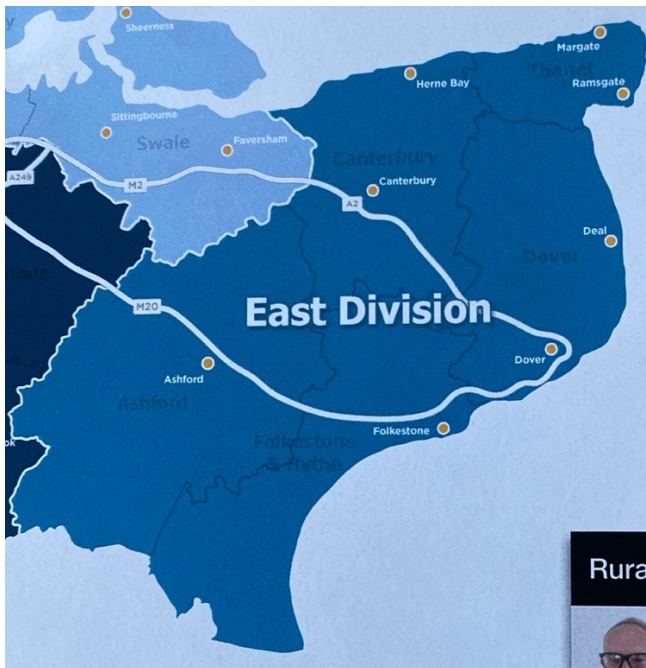 Sheerness
Margate
Thanet
Herne Bay
Ramsgate
Sittingbourne
Swale
Faversham
Canterbury
Canterbury
A249
M2
A2
Deal
Dover
M20
East Division
Dover
Ashford
Ashford
Folkestone
Folkestone
& Hythe
Rura